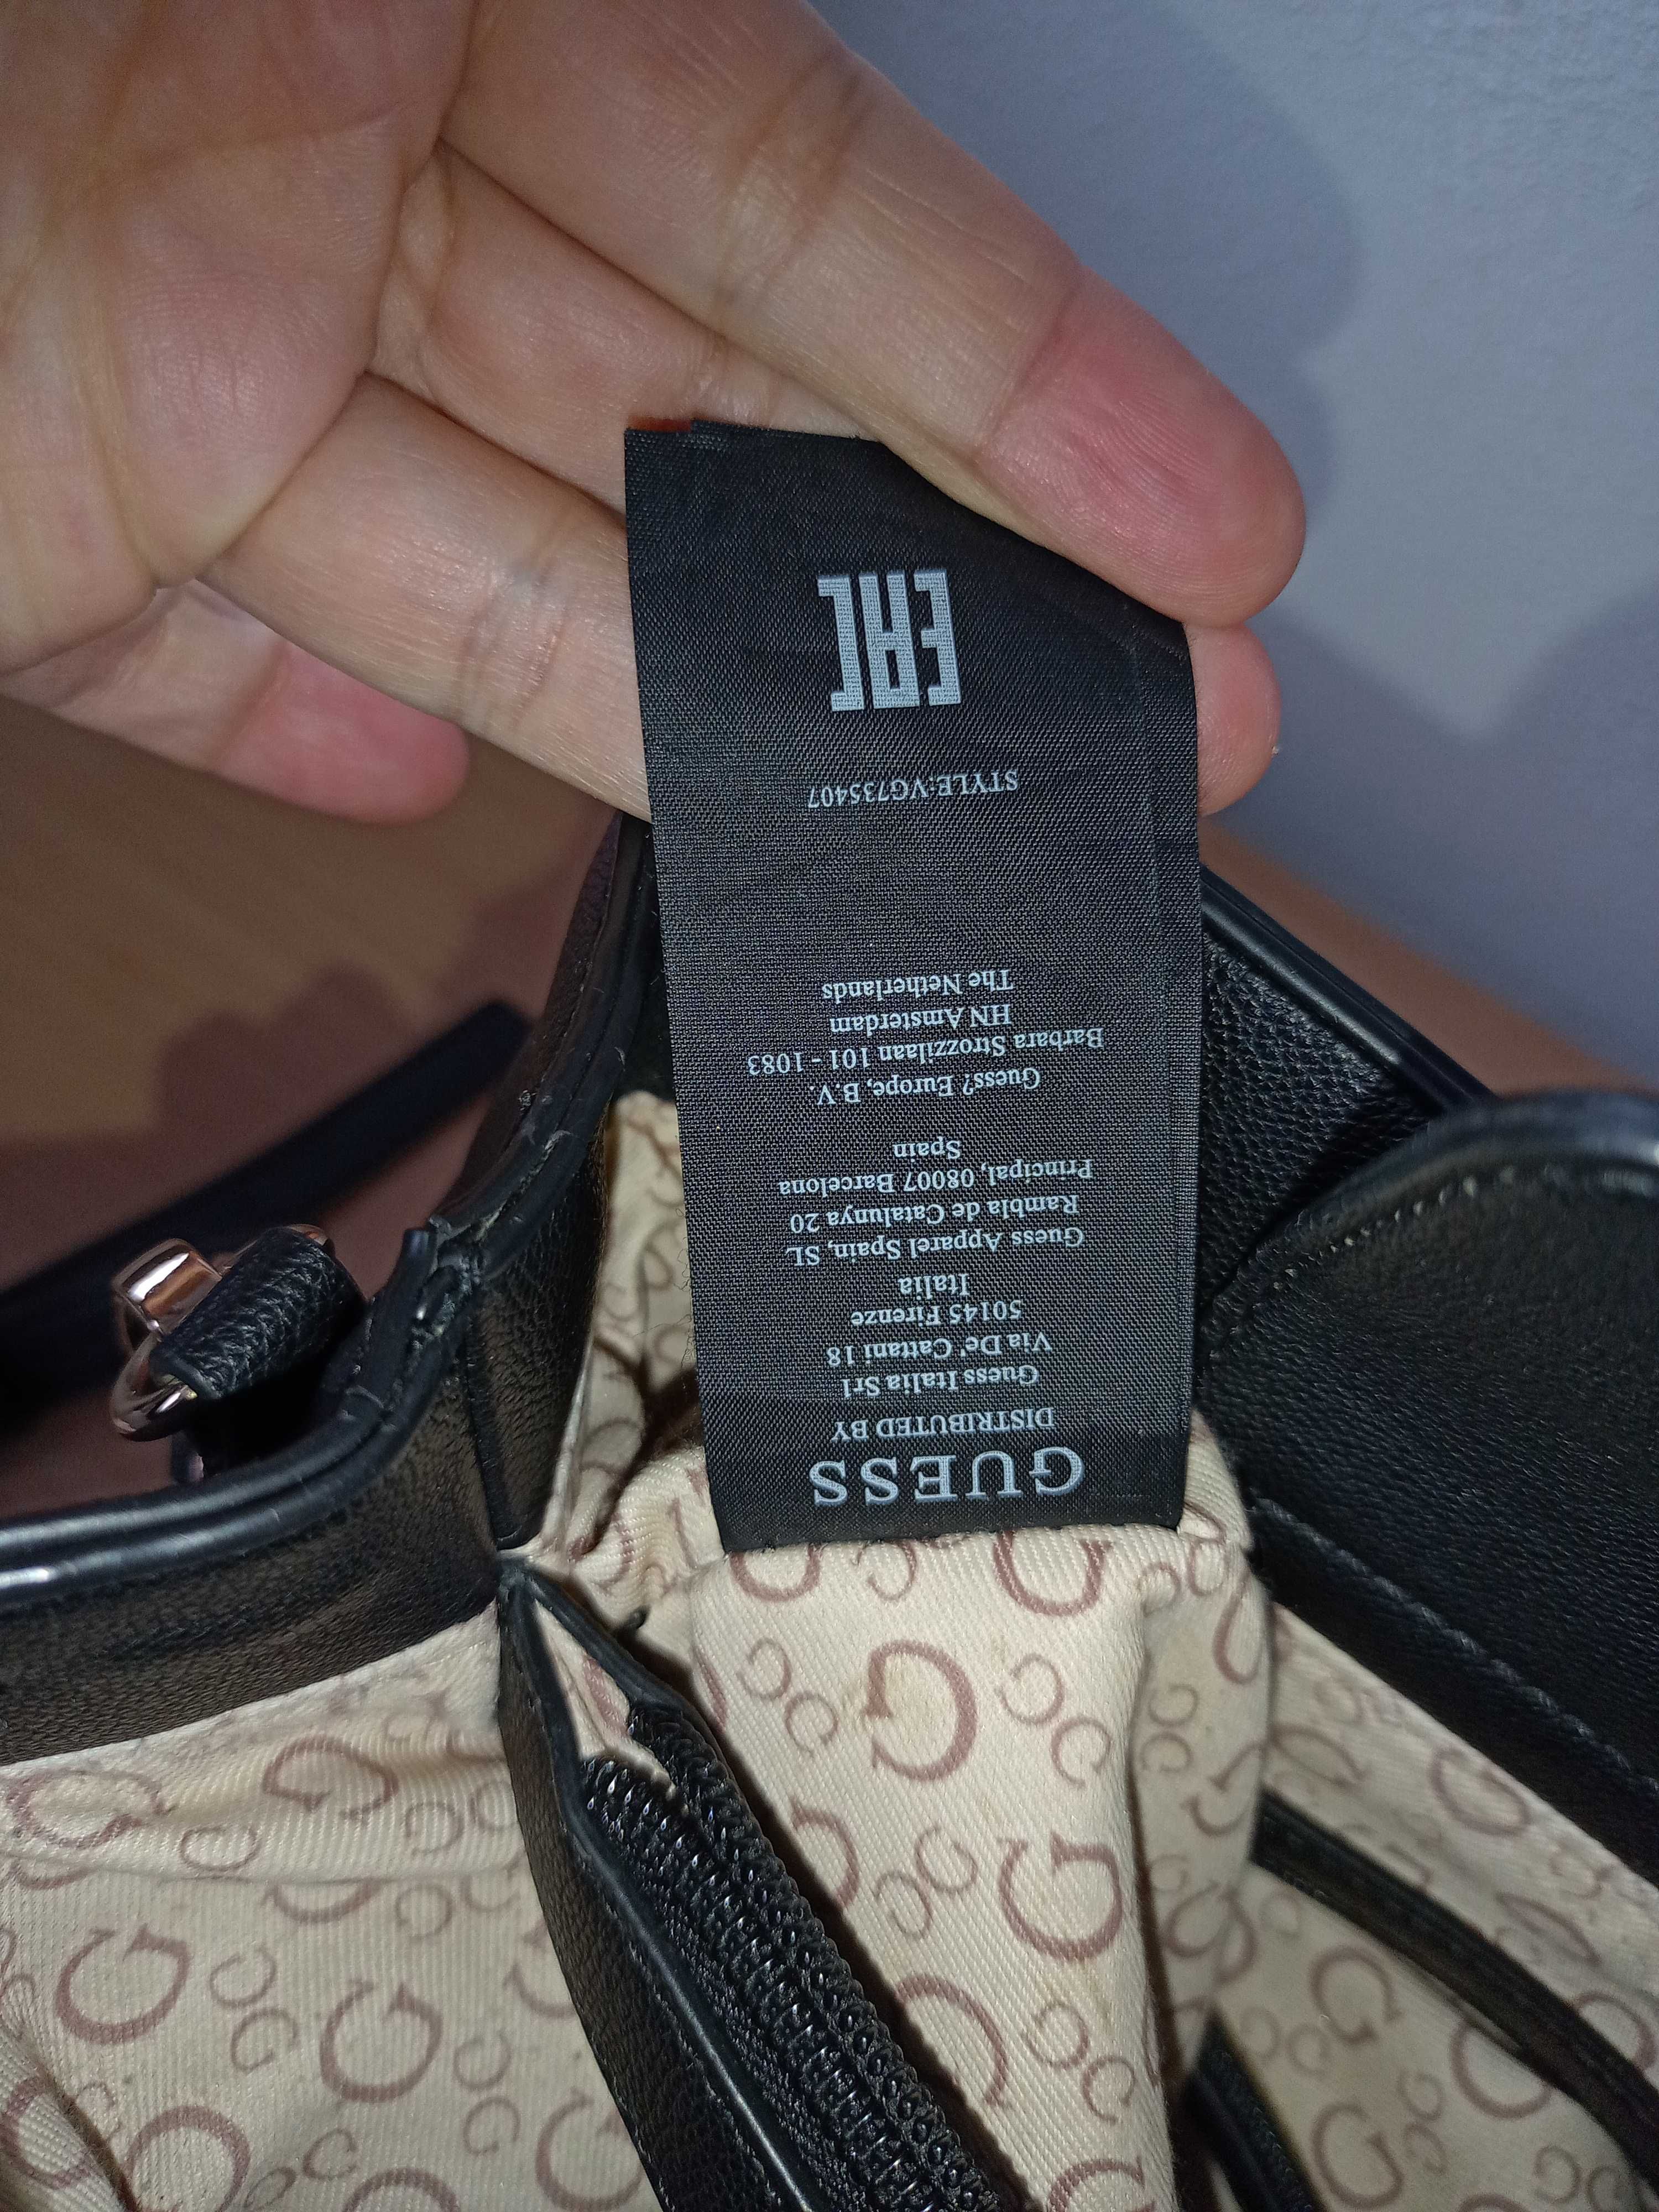 GUESS
DISTRIBUTED BY
Guess Italia Srl
Via De' Cattani 18
50145 Firenze
Italia
Guess Apparel Spain, SL
Rambla de Catalunya 20
Principal, 08007 Barcelona
Spain
Guess? Europe, B.V.
Barbara Strozzilaan 101 - 1083
HN Amsterdam
The Netherlands
STYLE:VG735407
EAC